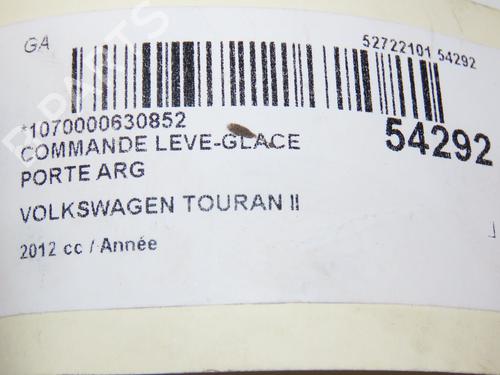 GA
52722101 54292
*1070000630852
54292
COMMANDE LEVE-GLACE
PORTE ARG
VOLKSWAGEN TOURAN II
2012 cc / Année